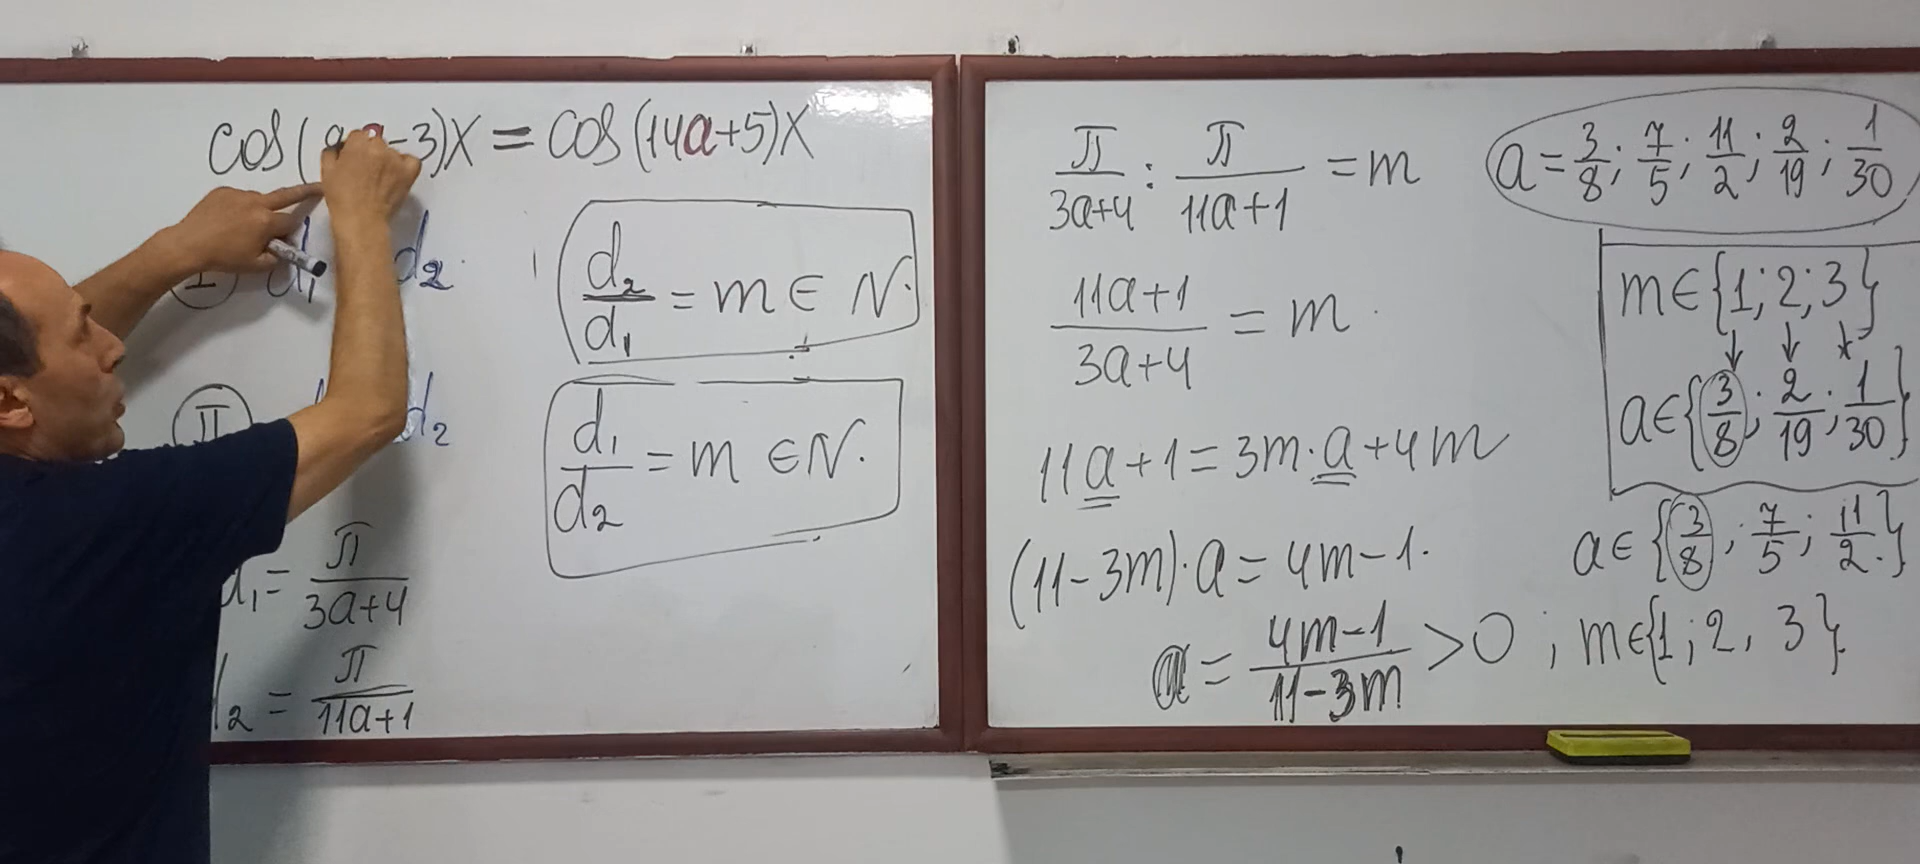 cos( -3)x = cos(14a+5)x
I d₁ d₂
d₂/d₁ = m ∈ N.
II d₂
d₁/d₂ = m ∈ N.
d₁ = π/(3a+4)
d₂ = π/(11a+1)
π/(3a+4) : π/(11a+1) = m
(11a+1)/(3a+4) = m
11a+1 = 3m·a+4m
(11-3m)·a = 4m-1.
a = (4m-1)/(11-3m) > 0 ; m∈{1; 2, 3}
a = 3/8; 7/5; 11/2; 2/19; 1/30
m∈{1; 2; 3}
a∈{3/8; 2/19; 1/30}
a∈{3/8; 7/5; 11/2.}